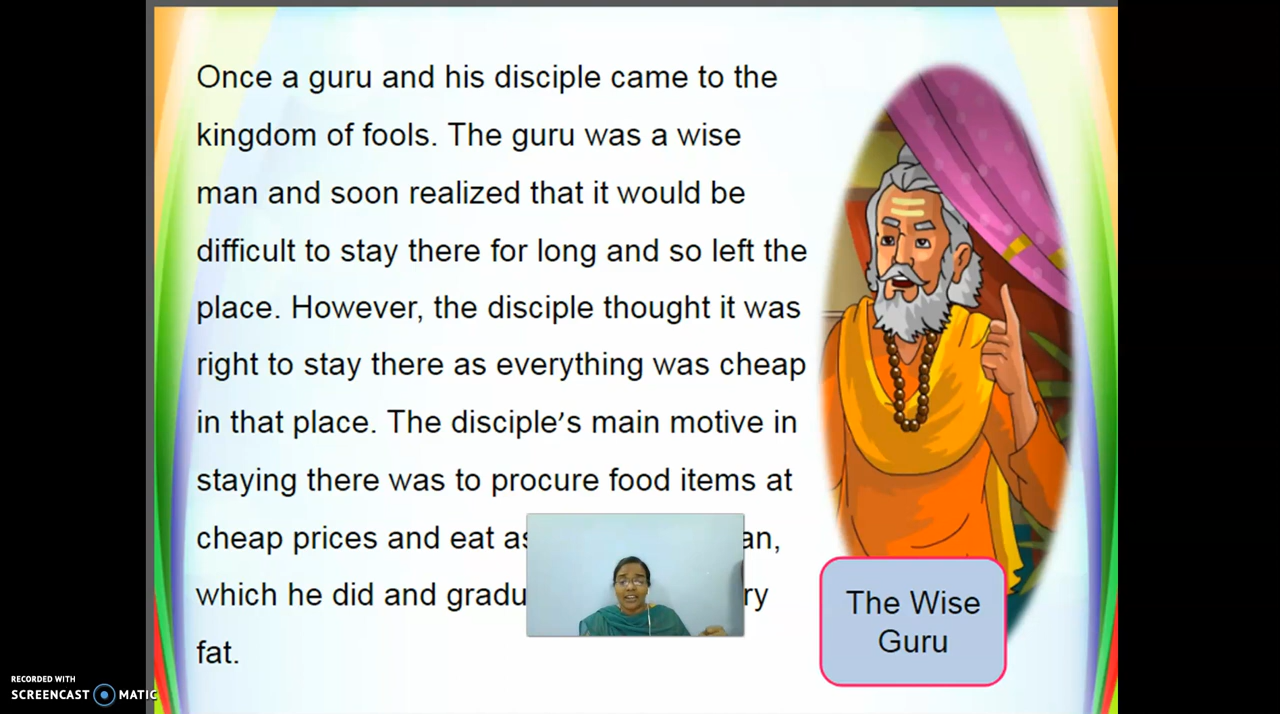 Once a guru and his disciple came to the
kingdom of fools. The guru was a wise
man and soon realized that it would be
difficult to stay there for long and so left the
place. However, the disciple thought it was
right to stay there as everything was cheap
in that place. The disciple's main motive in
staying there was to procure food items at
cheap prices and eat
which he did and
fat.
The Wise
Guru
RECORDED WITH
SCREENCAST MATIC